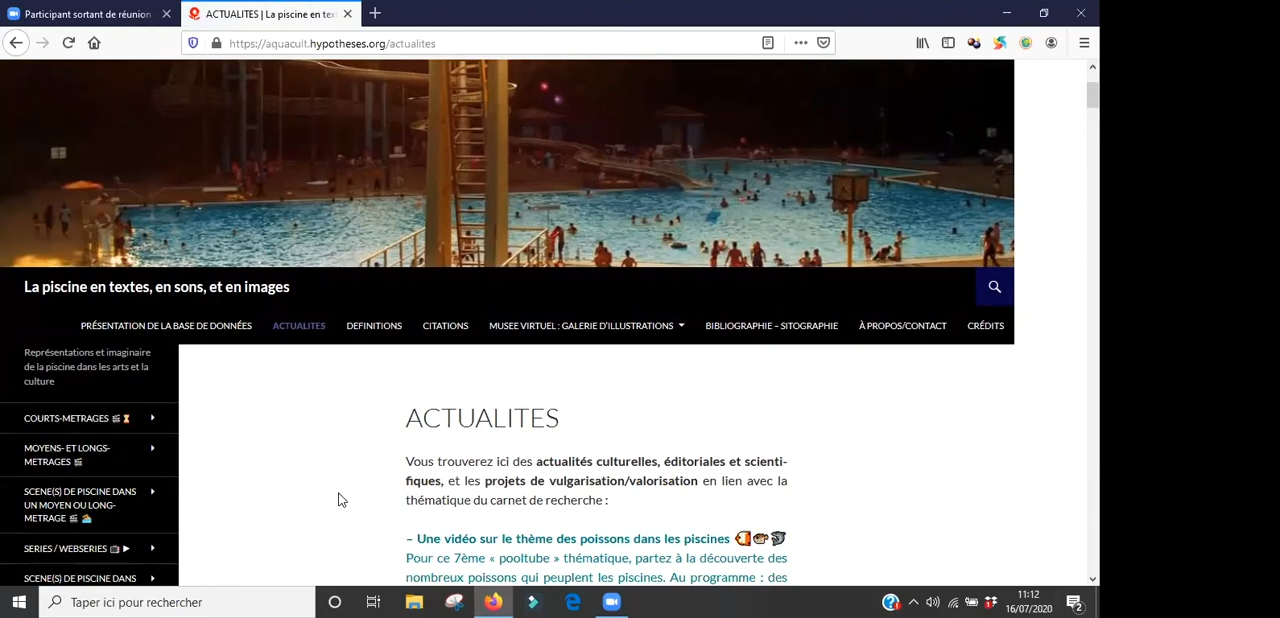 Participant sortant de réunion
ACTUALITES | La piscine en tex
https://aquacult.hypotheses.org/actualites
La piscine en textes, en sons, et en images
PRÉSENTATION DE LA BASE DE DONNÉES
ACTUALITES
DEFINITIONS
CITATIONS
MUSEE VIRTUEL : GALERIE D'ILLUSTRATIONS
BIBLIOGRAPHIE – SITOGRAPHIE
À PROPOS/CONTACT
CRÉDITS
Représentations et imaginaire
de la piscine dans les arts et la
culture
COURTS-METRAGES
MOYENS- ET LONGS-
METRAGES
SCENE(S) DE PISCINE DANS
UN MOYEN OU LONG-
METRAGE
SERIES / WEBSERIES
SCENE(S) DE PISCINE DANS
ACTUALITES
Vous trouverez ici des actualités culturelles, éditoriales et scienti-
fiques, et les projets de vulgarisation/valorisation en lien avec la
thématique du carnet de recherche :
– Une vidéo sur le thème des poissons dans les piscines
Pour ce 7ème « pooltube » thématique, partez à la découverte des
nombreux poissons qui peuplent les piscines. Au programme : des
Taper ici pour rechercher
11:12
16/07/2020
2